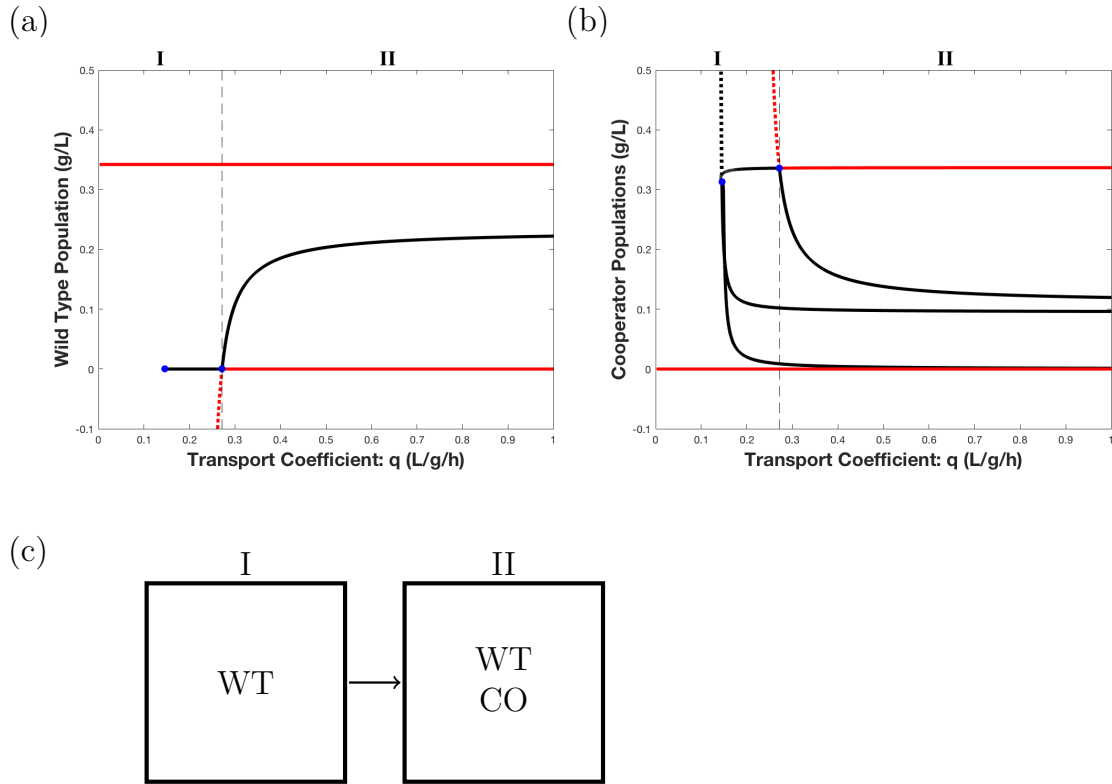 (a)
I II
Wild Type Population (g/L)
0.5
0.4
0.3
0.2
0.1
0
-0.1
0 0.1 0.2 0.3 0.4 0.5 0.6 0.7 0.8 0.9 1
Transport Coefficient: q (L/g/h)
(b)
I II
Cooperator Populations (g/L)
0.5
0.4
0.3
0.2
0.1
0
-0.1
0 0.1 0.2 0.3 0.4 0.5 0.6 0.7 0.8 0.9 1
Transport Coefficient: q (L/g/h)
(c)
I
WT
II
WT
CO